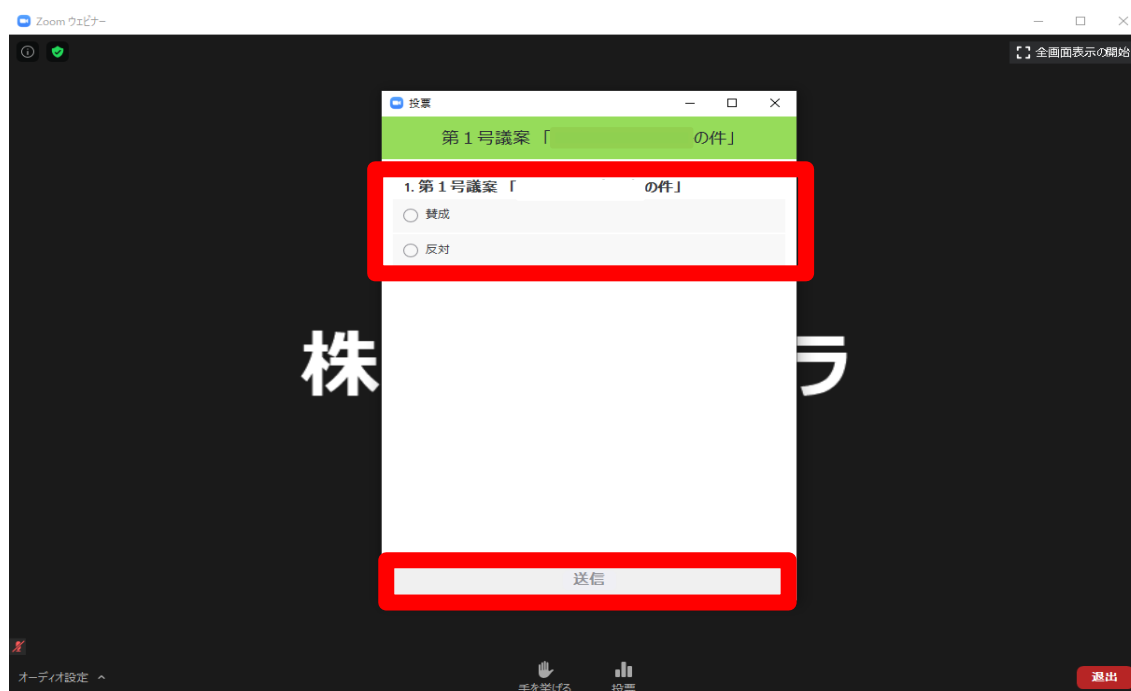 Zoom ウェビナー
全画面表示の開始
投票
第１号議案「
の件」
1. 第１号議案「
の件」
賛成
反対
株
ラ
送信
オーディオ設定
手を挙げる
投票
退出